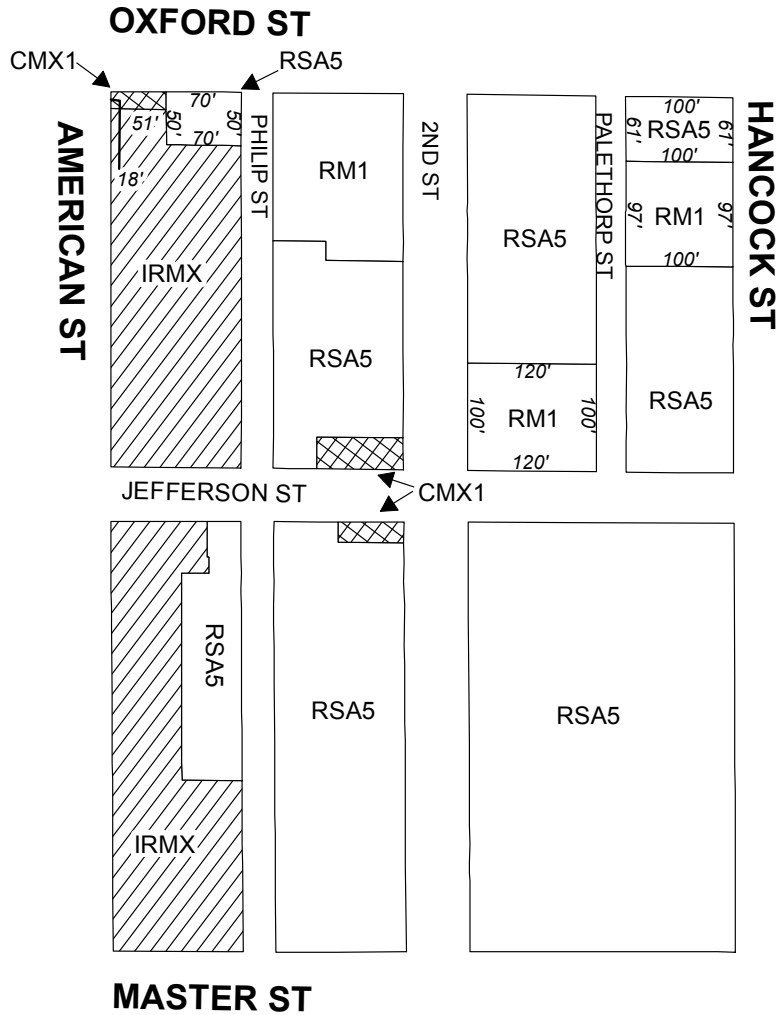 OXFORD ST
CMX1
RSA5
AMERICAN ST
51'
18'
70'
50'
50'
70'
IRMX
PHILIP ST
RM1
RSA5
2ND ST
RSA5
120'
100'
RM1
100'
120'
PALETHORP ST
100'
61'
RSA5
61'
100'
97'
RM1
97'
100'
RSA5
HANCOCK ST
JEFFERSON ST
CMX1
RSA5
IRMX
RSA5
RSA5
MASTER ST